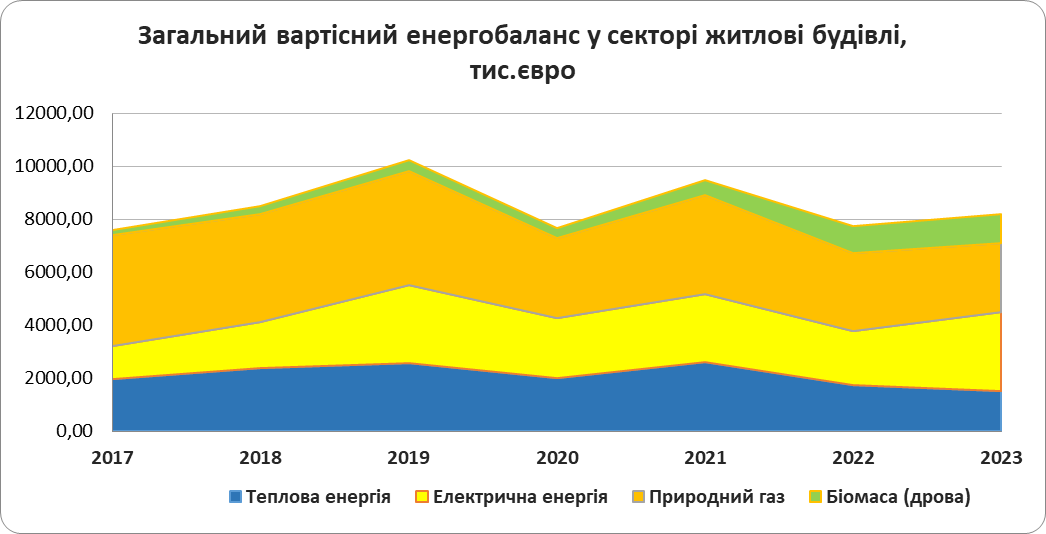 Загальний вартісний енергобаланс у секторі житлові будівлі,
тис.євро
12000,00
10000,00
8000,00
6000,00
4000,00
2000,00
0,00
2017 2018 2019 2020 2021 2022 2023
Теплова енергія Електрична енергія Природний газ Біомаса (дрова)